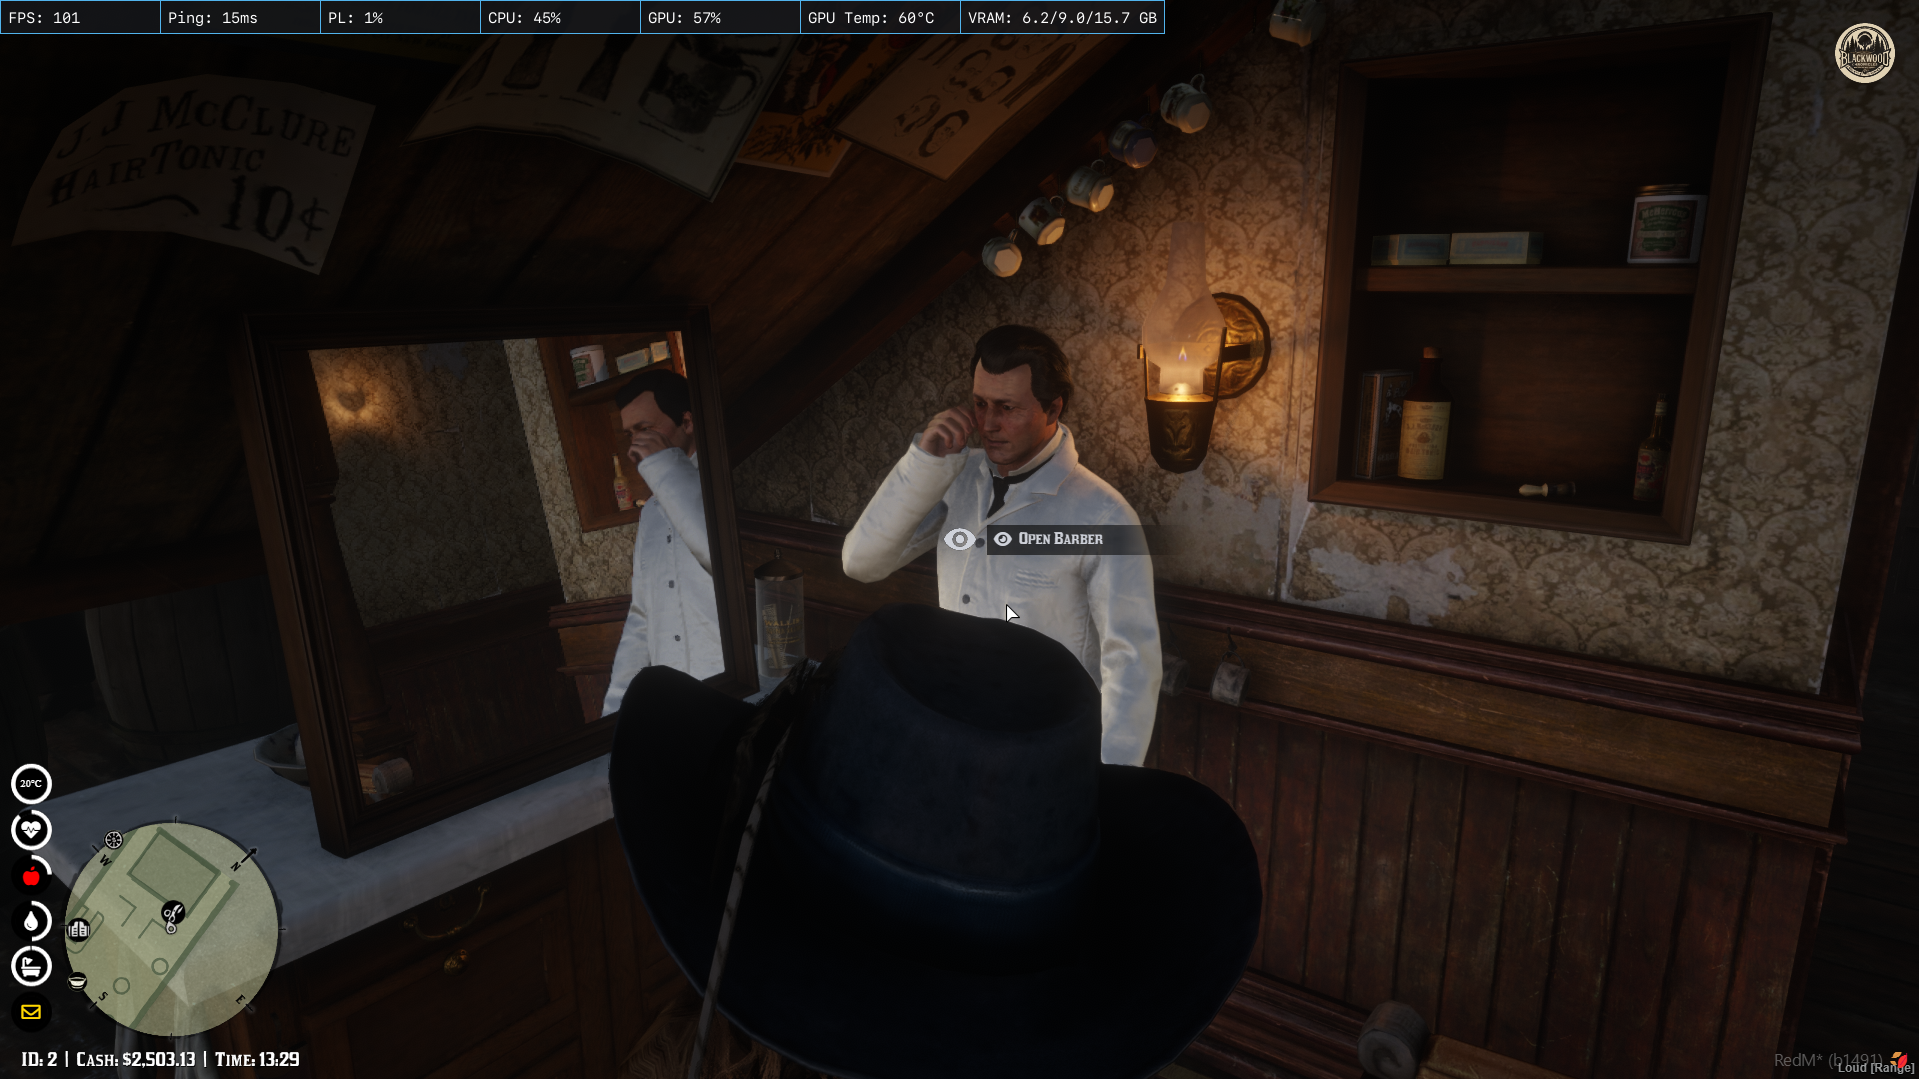 FPS: 101
Ping: 15ms
PL: 1%
CPU: 45%
GPU: 57%
GPU Temp: 60°C
VRAM: 6.2/9.0/15.7 GB
BLACKWOOD
J.J McCLURE
HAIR TONIC
10¢
OPEN BARBER
20°C
W
N
S
E
ID: 2 | CASH: $2,503.13 | TIME: 13:29
RedM* (b1491)
Loud [Range]